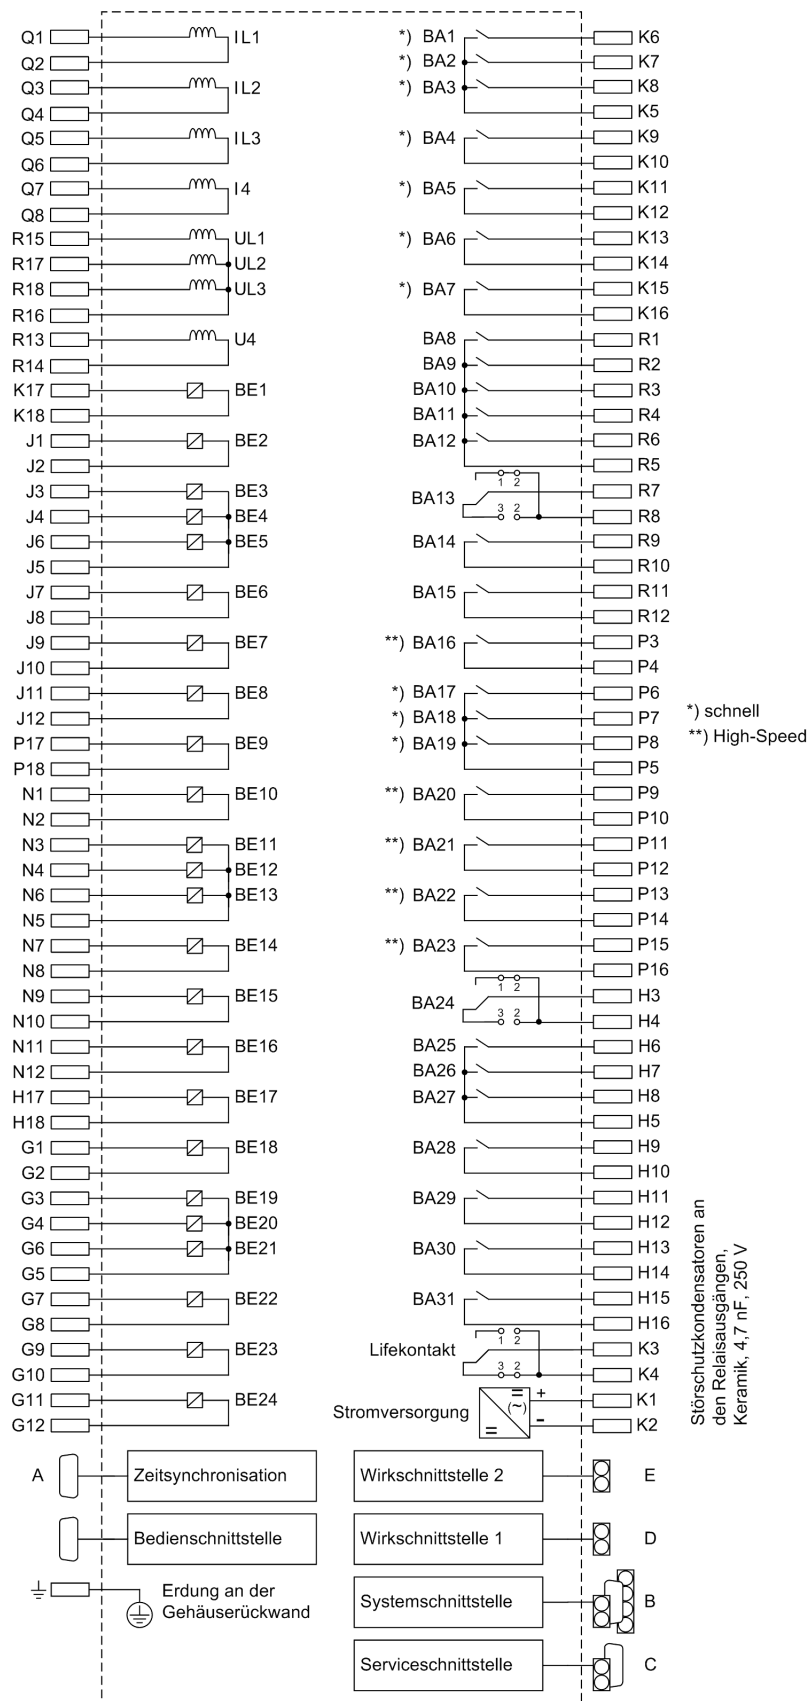 Q1 IL1 *) BA1 K6
Q2 *) BA2 K7
Q3 IL2 *) BA3 K8
Q4 K5
Q5 IL3 *) BA4 K9
Q6 K10
Q7 I4 *) BA5 K11
Q8 K12
R15 UL1 *) BA6 K13
R17 UL2 K14
R18 UL3 *) BA7 K15
R16 K16
R13 U4 BA8 R1
R14 BA9 R2
K17 BE1 BA10 R3
K18 BA11 R4
J1 BE2 BA12 R6
J2 R5
1 2
J3 BE3 BA13 R7
J4 BE4 3 2 R8
J6 BE5 BA14 R9
J5 R10
J7 BE6 BA15 R11
J8 R12
J9 BE7 **) BA16 P3
J10 P4
J11 BE8 *) BA17 P6
J12 *) BA18 P7
P17 BE9 *) BA19 P8
P18 P5
*) schnell
**) High-Speed
N1 BE10 **) BA20 P9
N2 P10
N3 BE11 **) BA21 P11
N4 BE12 P12
N6 BE13 **) BA22 P13
N5 P14
N7 BE14 **) BA23 P15
N8 P16
1 2
N9 BE15 BA24 H3
N10 3 2 H4
N11 BE16 BA25 H6
N12 BA26 H7
H17 BE17 BA27 H8
H18 H5
G1 BE18 BA28 H9
G2 H10
G3 BE19 BA29 H11
G4 BE20 H12
G6 BE21 BA30 H13
G5 H14
G7 BE22 BA31 H15
G8 H16
1 2
G9 BE23 Lifekontakt K3
G10 3 2 K4
G11 BE24 Stromversorgung = (~) = + K1
G12 - K2
Störschutzkondensatoren an
den Relaisausgängen,
Keramik, 4,7 nF, 250 V
A Zeitsynchronisation Wirkschnittstelle 2 E
Bedienschnittstelle Wirkschnittstelle 1 D
Erdung an der
Gehäuserückwand
Systemschnittstelle B
Serviceschnittstelle C